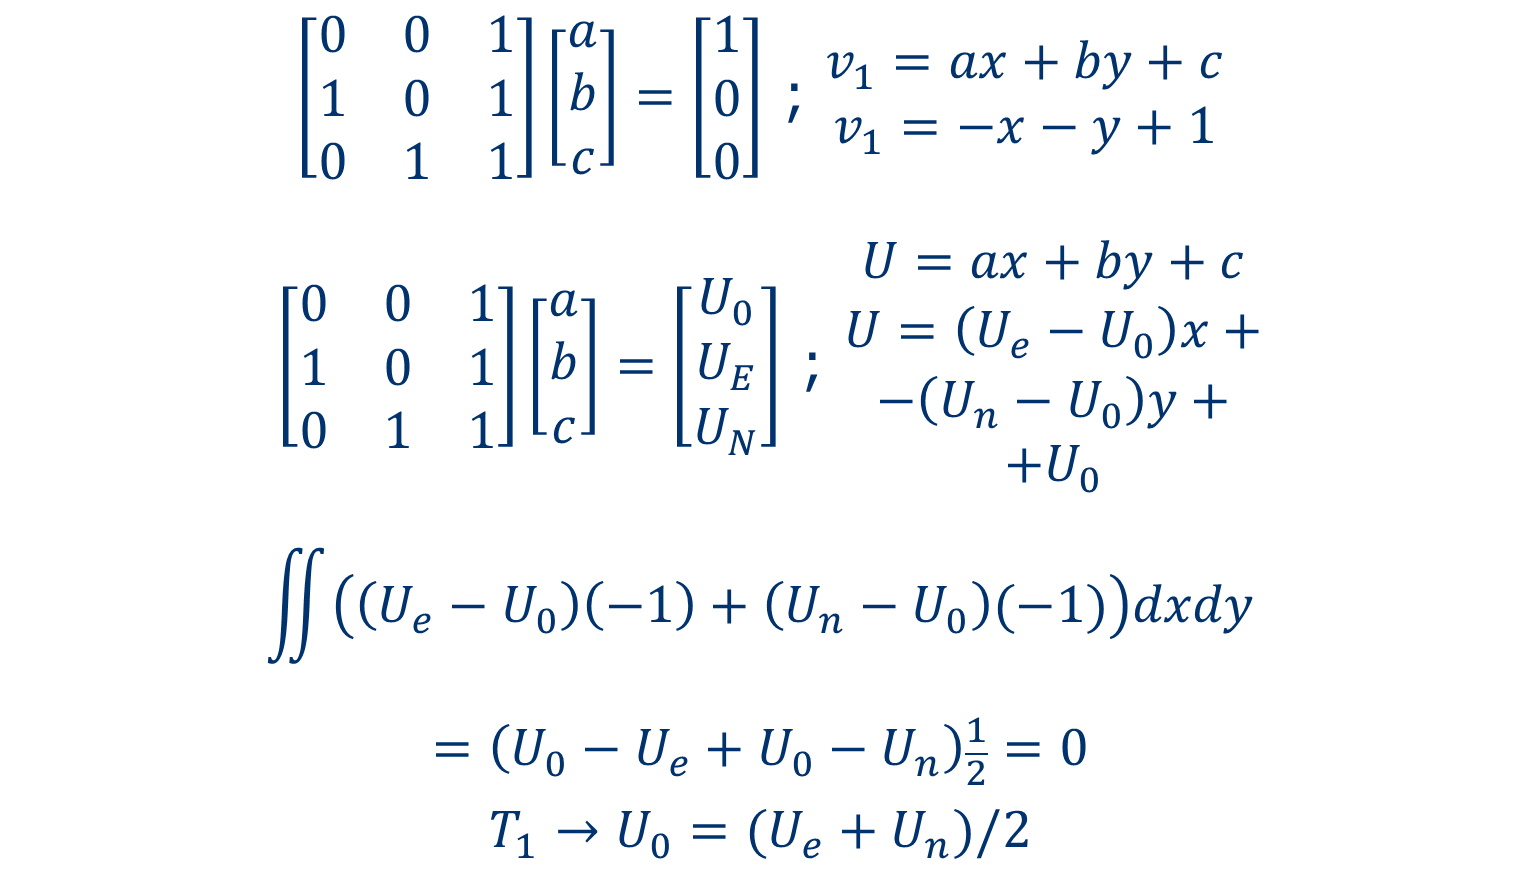 [0 0 1; 1 0 1; 0 1 1] [a; b; c] = [1; 0; 0] ; v₁ = ax + by + c
v₁ = −x − y + 1
[0 0 1; 1 0 1; 0 1 1] [a; b; c] = [U₀; U_E; U_N] ; U = ax + by + c
U = (Uₑ − U₀)x +
−(Uₙ − U₀)y +
+U₀
∬((Uₑ − U₀)(−1) + (Uₙ − U₀)(−1))dxdy
= (U₀ − Uₑ + U₀ − Uₙ)½ = 0
T₁ → U₀ = (Uₑ + Uₙ)/2